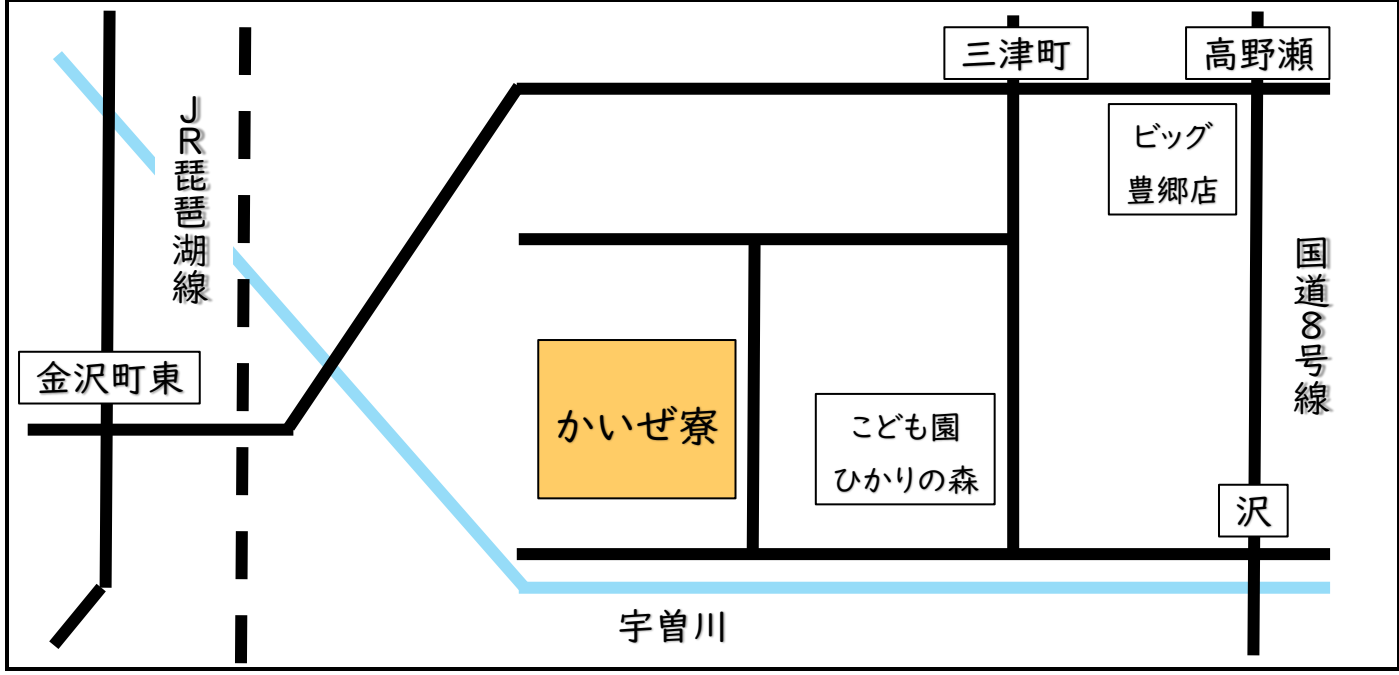 三津町
高野瀬
ビッグ
豊郷店
JR琵琶湖線
国道8号線
金沢町東
かいぜ寮
こども園
ひかりの森
沢
宇曽川